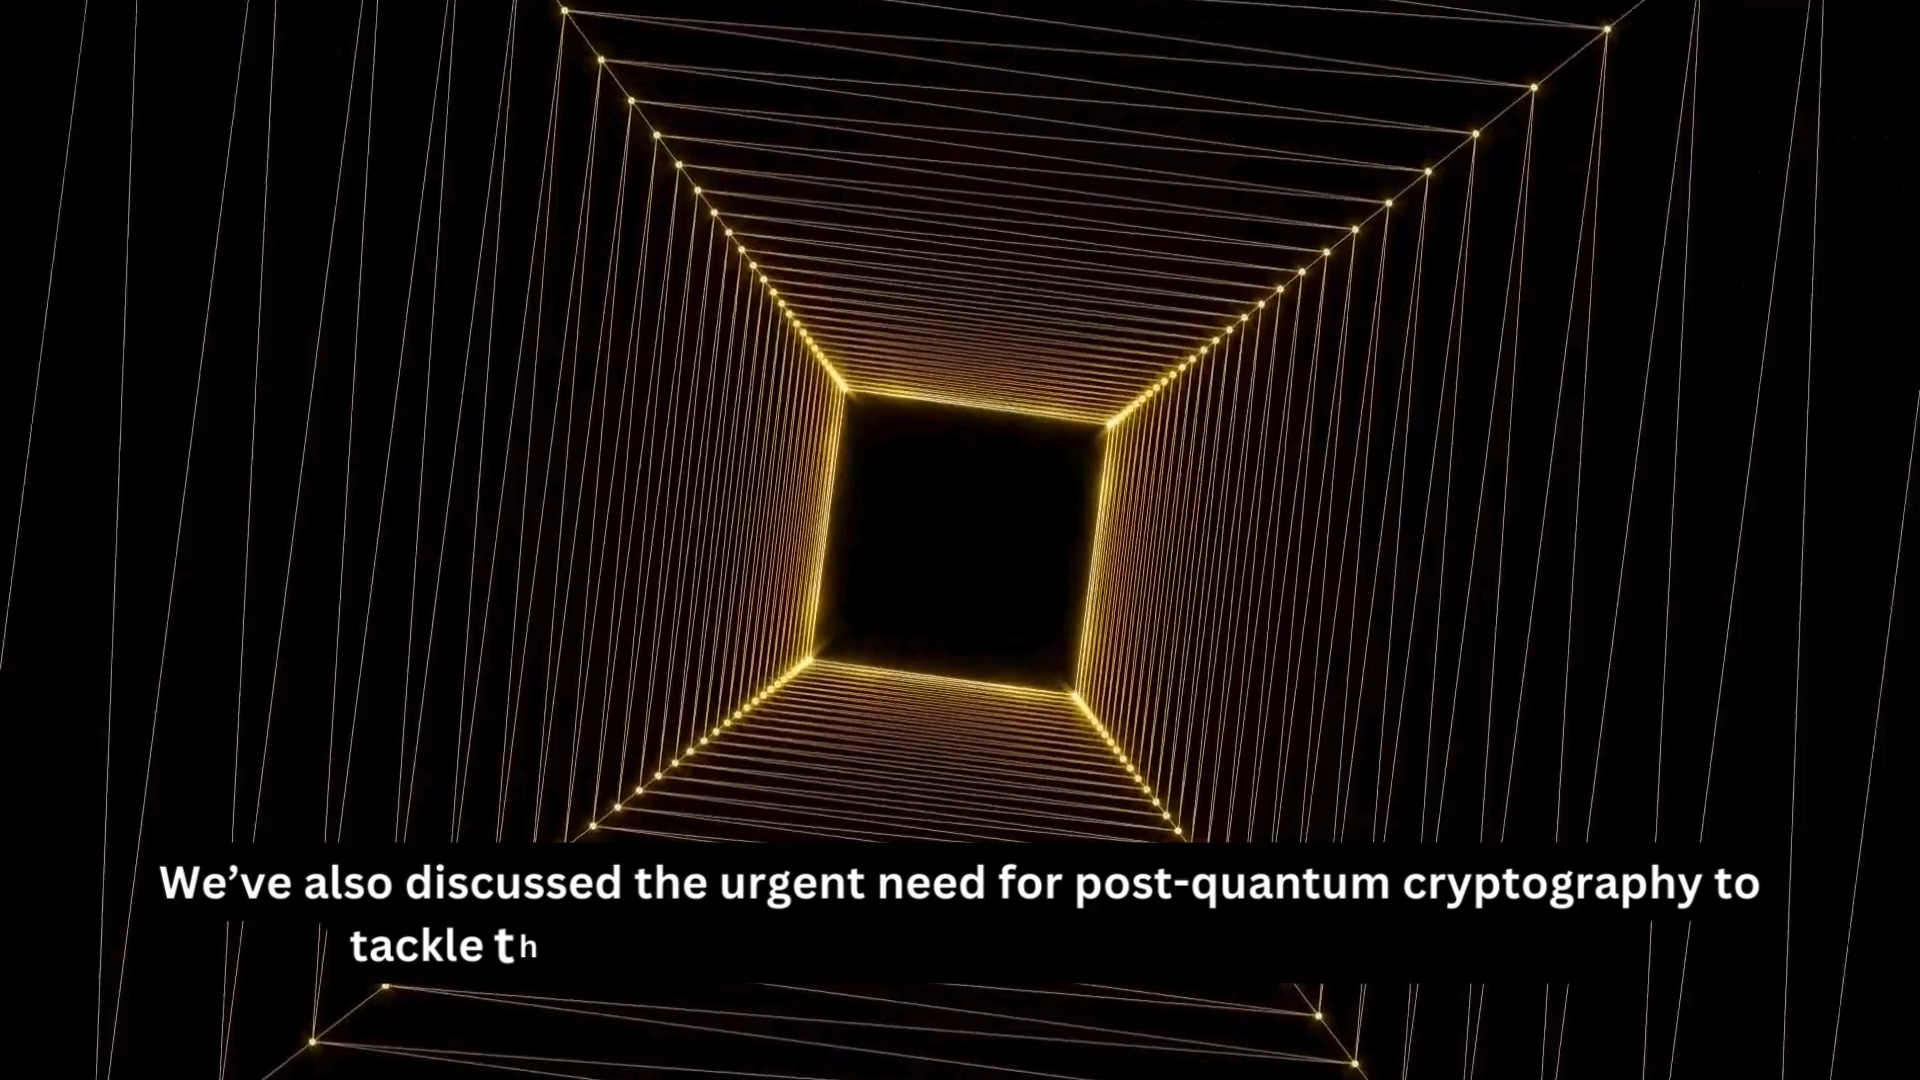 We’ve also discussed the urgent need for post-quantum cryptography to
tackle th